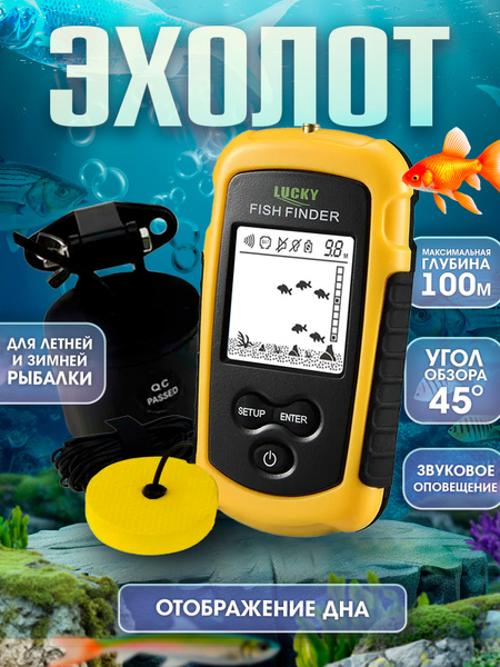 ЭХОЛОТ
LUCKY
FISH FINDER
9.8 M
SETUP
ENTER
Q.C
PASSED
ДЛЯ ЛЕТНЕЙ
И ЗИМНЕЙ
РЫБАЛКИ
МАКСИМАЛЬНАЯ
ГЛУБИНА
100М
УГОЛ
ОБЗОРА
45°
ЗВУКОВОЕ
ОПОВЕЩЕНИЕ
ОТОБРАЖЕНИЕ ДНА